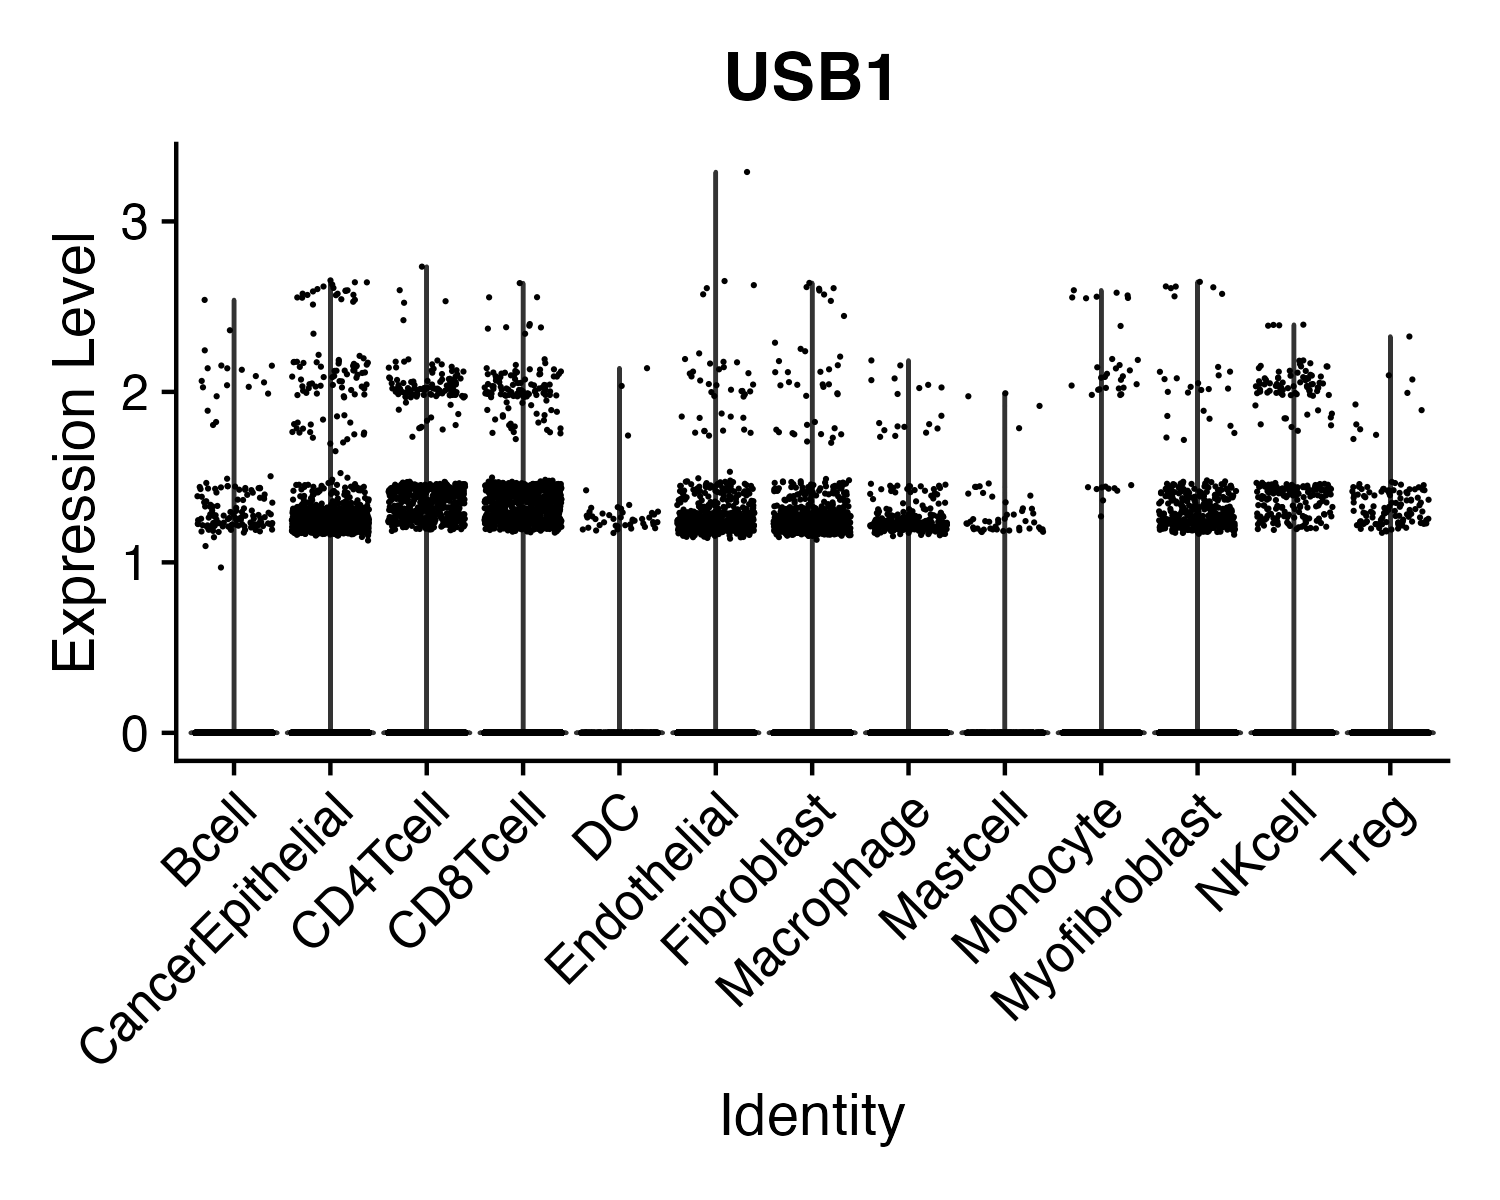 USB1
Expression Level
3
2
1
0
Bcell
CancerEpithelial
CD4Tcell
CD8Tcell
DC
Endothelial
Fibroblast
Macrophage
Mastcell
Monocyte
Myofibroblast
NKcell
Treg
Identity